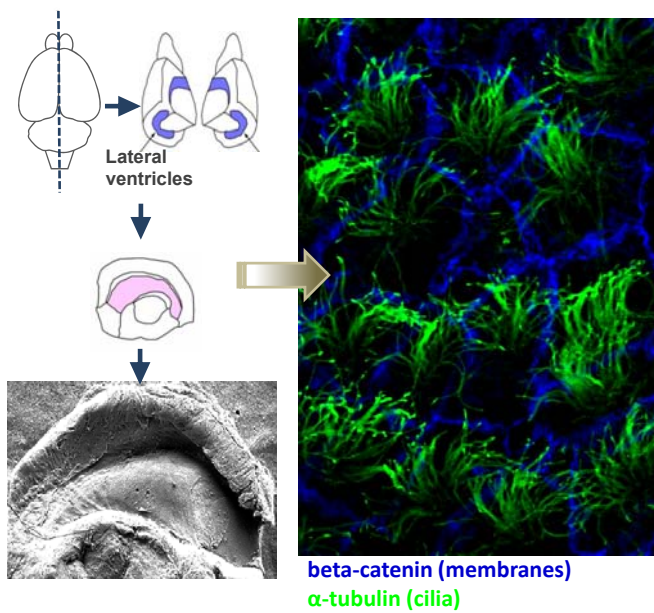 Lateral
ventricles
beta-catenin (membranes)
α-tubulin (cilia)